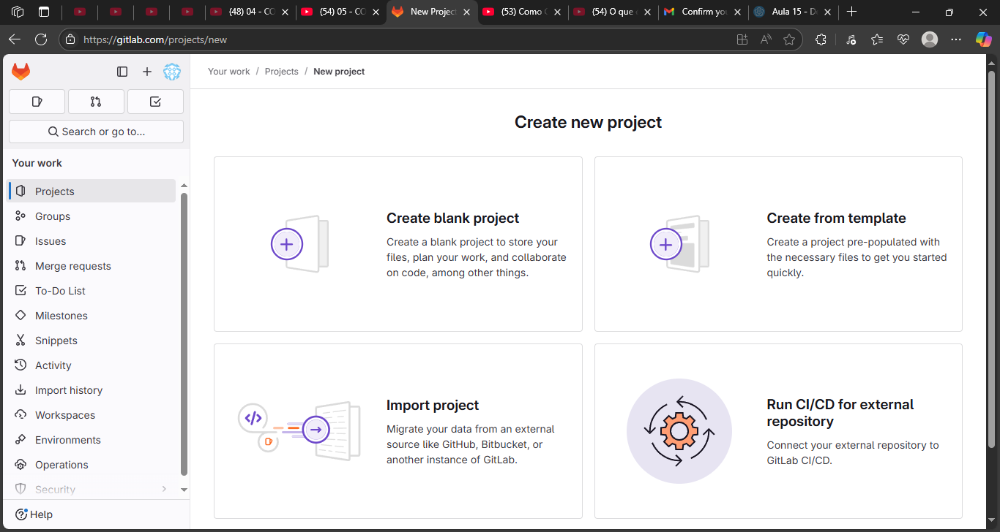 (48) 04 - CC
(54) 05 - CC
New Projec
(53) Como
(54) O que
Confirm you
Aula 15 - D
https://gitlab.com/projects/new
Your work / Projects / New project
Search or go to...
Your work
Projects
Groups
Issues
Merge requests
To-Do List
Milestones
Snippets
Activity
Import history
Workspaces
Environments
Operations
Security
Help
Create new project
Create blank project
Create a blank project to store your
files, plan your work, and collaborate
on code, among other things.
Create from template
Create a project pre-populated with
the necessary files to get you started
quickly.
Import project
Migrate your data from an external
source like GitHub, Bitbucket, or
another instance of GitLab.
Run CI/CD for external
repository
Connect your external repository to
GitLab CI/CD.